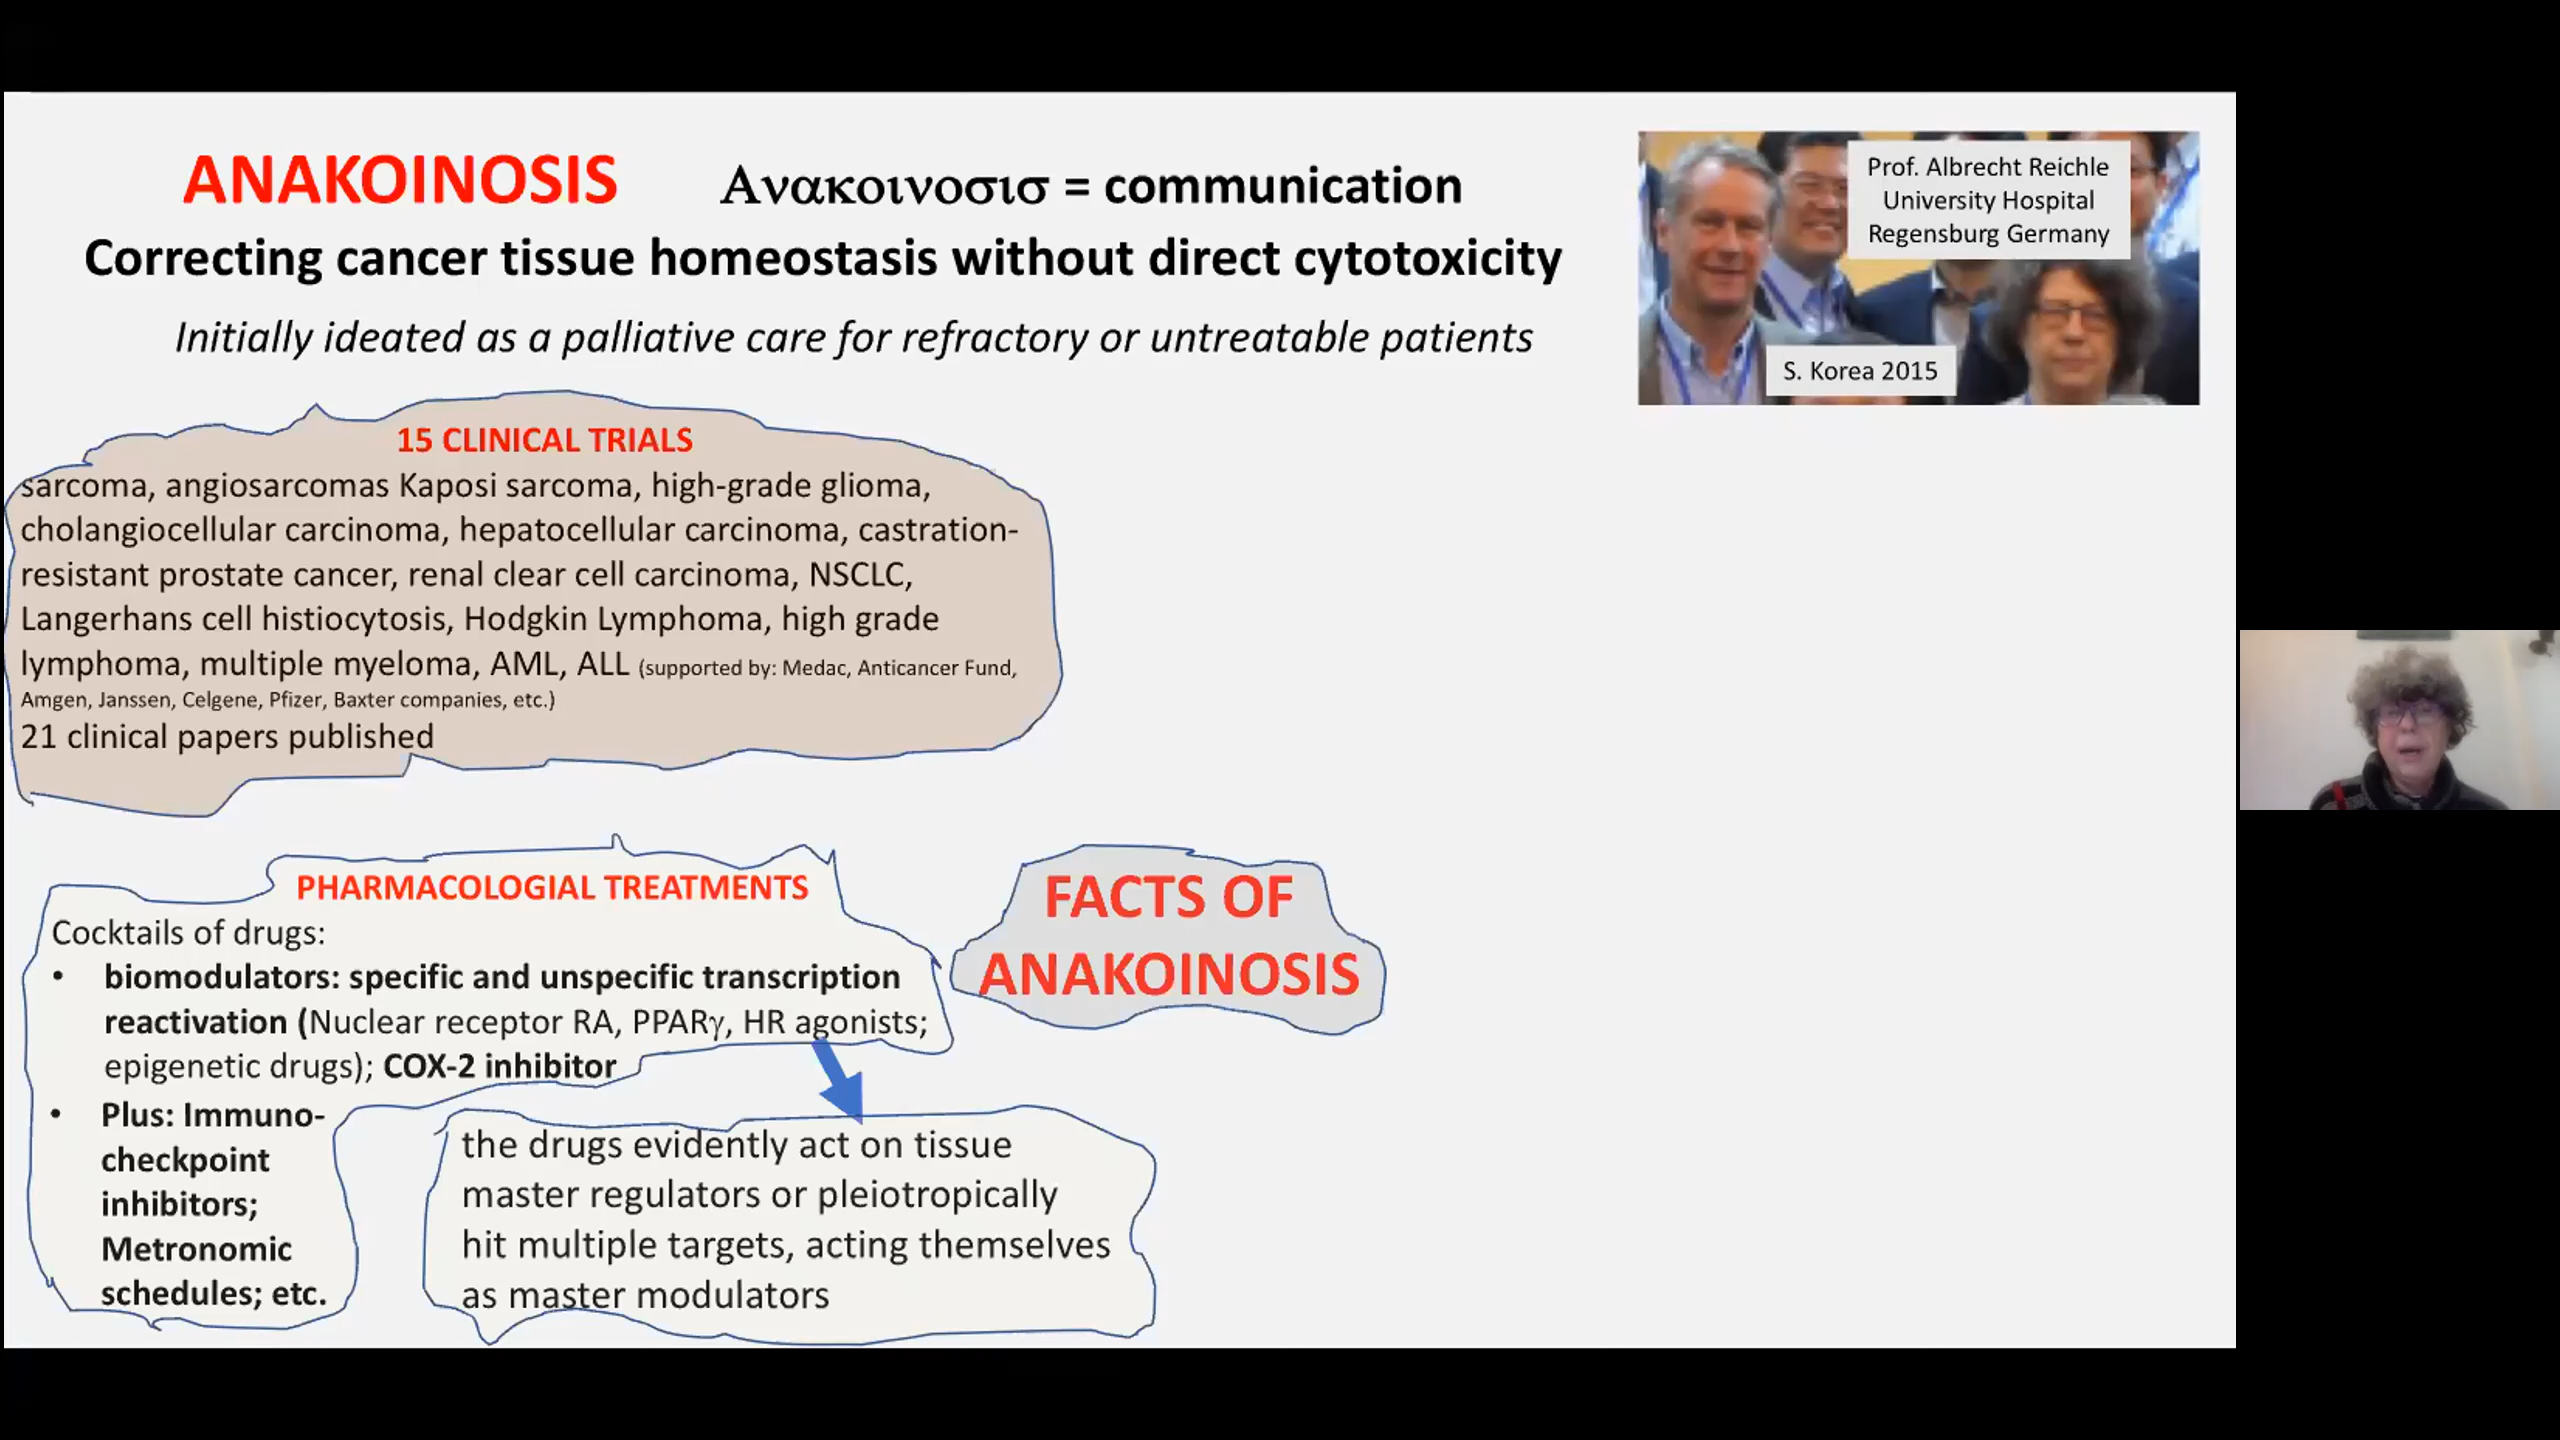 ANAKOINOSIS
Ανακοινοσισ = communication
Correcting cancer tissue homeostasis without direct cytotoxicity
Initially ideated as a palliative care for refractory or untreatable patients
Prof. Albrecht Reichle
University Hospital
Regensburg Germany
S. Korea 2015
15 CLINICAL TRIALS
sarcoma, angiosarcomas Kaposi sarcoma, high-grade glioma,
cholangiocellular carcinoma, hepatocellular carcinoma, castration-
resistant prostate cancer, renal clear cell carcinoma, NSCLC,
Langerhans cell histiocytosis, Hodgkin Lymphoma, high grade
lymphoma, multiple myeloma, AML, ALL (supported by: Medac, Anticancer Fund,
Amgen, Janssen, Celgene, Pfizer, Baxter companies, etc.)
21 clinical papers published
PHARMACOLOGIAL TREATMENTS
Cocktails of drugs:
• biomodulators: specific and unspecific transcription
reactivation (Nuclear receptor RA, PPARγ, HR agonists;
epigenetic drugs); COX-2 inhibitor
• Plus: Immuno-
checkpoint
inhibitors;
Metronomic
schedules; etc.
FACTS OF
ANAKOINOSIS
the drugs evidently act on tissue
master regulators or pleiotropically
hit multiple targets, acting themselves
as master modulators